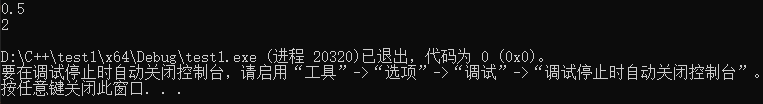 0.5
2
D:\C++\test1\x64\Debug\test1.exe (进程 20320)已退出，代码为 0 (0x0)。
要在调试停止时自动关闭控制台，请启用“工具”->“选项”->“调试”->“调试停止时自动关闭控制台”。
按任意键关闭此窗口. . .